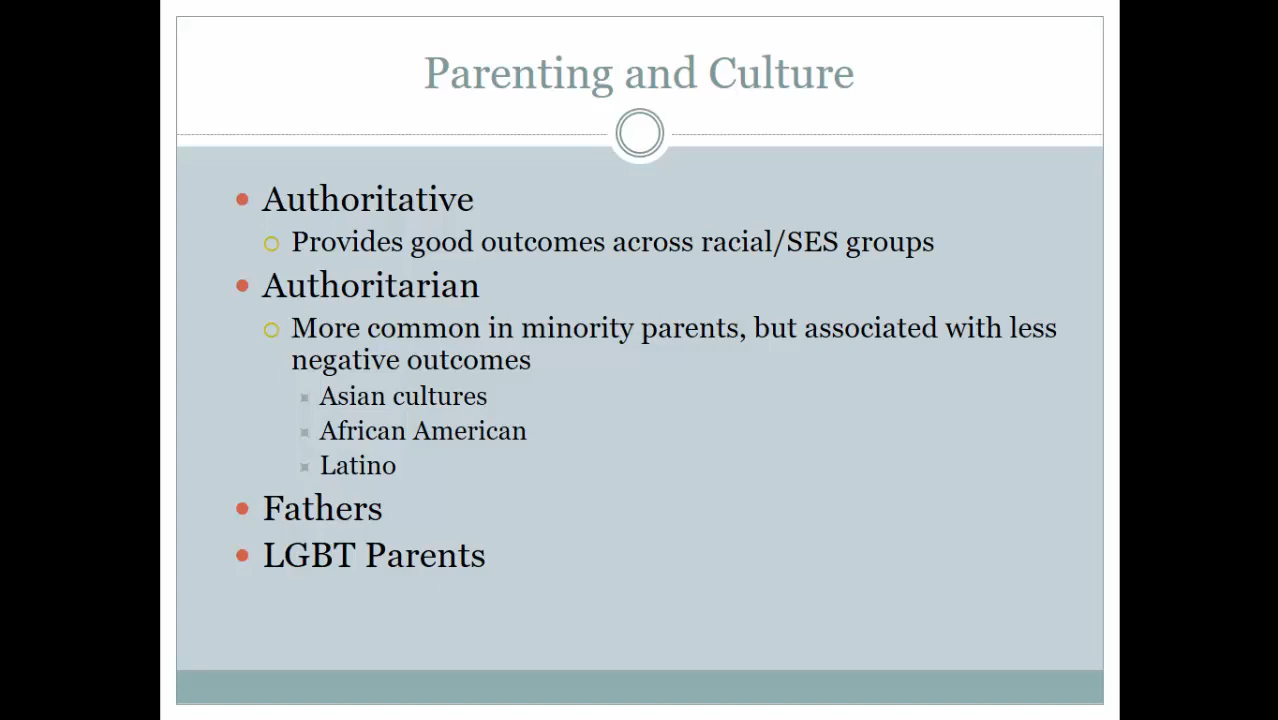 Parenting and Culture
Authoritative
Provides good outcomes across racial/SES groups
Authoritarian
More common in minority parents, but associated with less
negative outcomes
Asian cultures
African American
Latino
Fathers
LGBT Parents